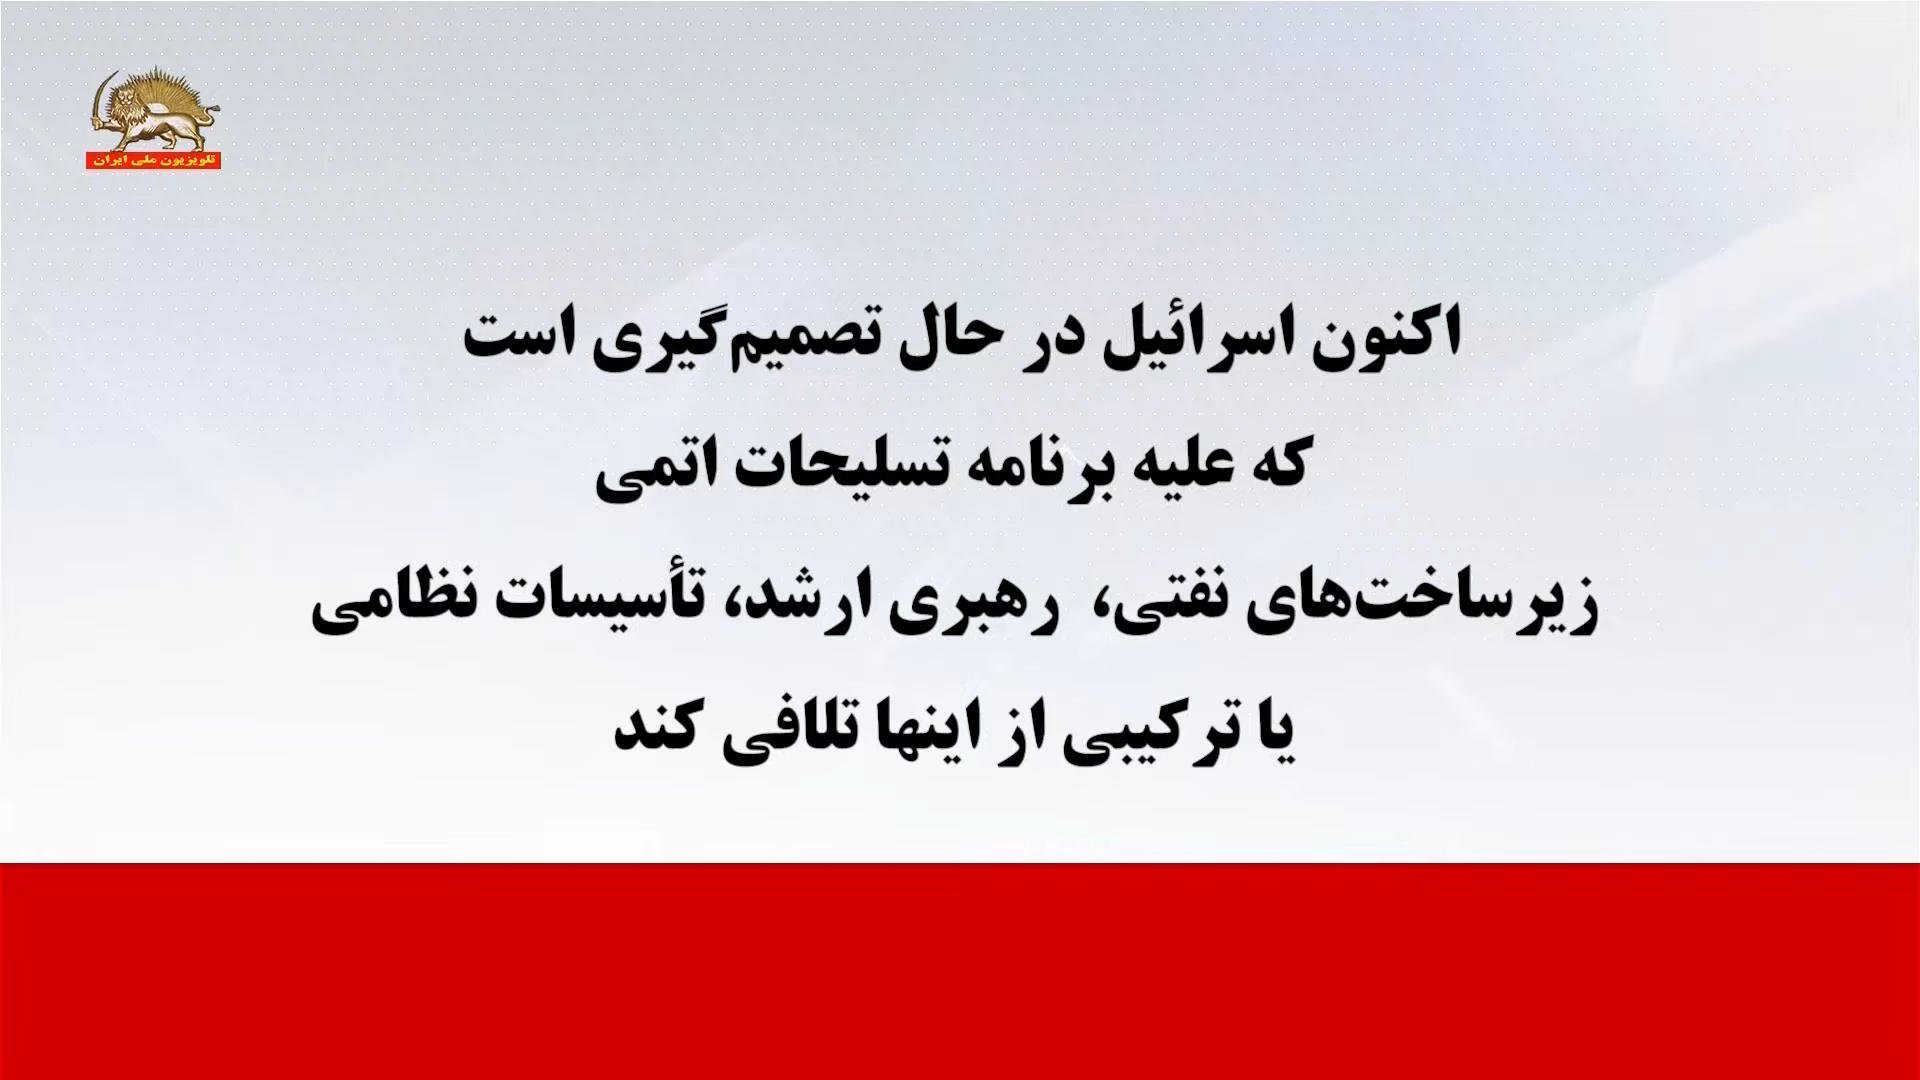 تلویزیون ملی ایران
اکنون اسرائیل در حال تصمیم‌گیری است
که علیه برنامه تسلیحات اتمی
زیرساخت‌های نفتی، رهبری ارشد، تأسیسات نظامی
یا ترکیبی از اینها تلافی کند